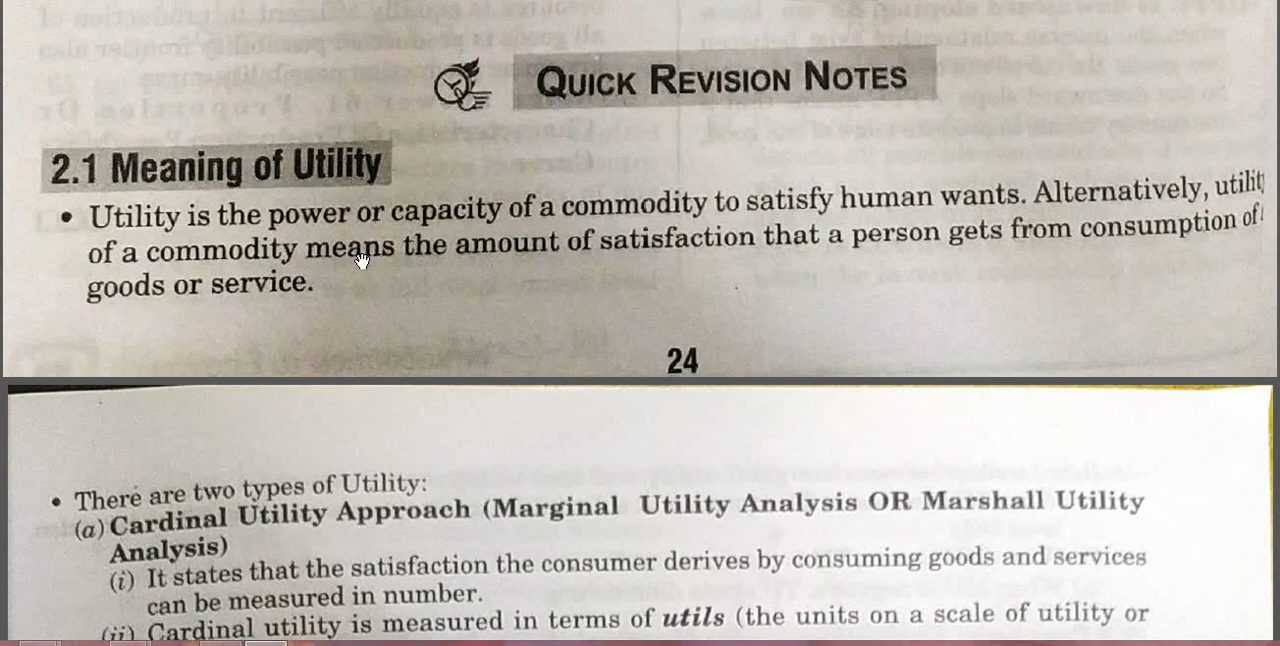 QUICK REVISION NOTES
2.1 Meaning of Utility
• Utility is the power or capacity of a commodity to satisfy human wants. Alternatively,
of a commodity means the amount of satisfaction that a person gets from consumption of
goods or service.
24
• There are two types of Utility:
(a) Cardinal Utility Approach (Marginal Utility Analysis OR Marshall Utility
Analysis)
(i) It states that the satisfaction the consumer derives by consuming goods and services
can be measured in number.
(ii) Cardinal utility is measured in terms of utils (the units on a scale of utility or